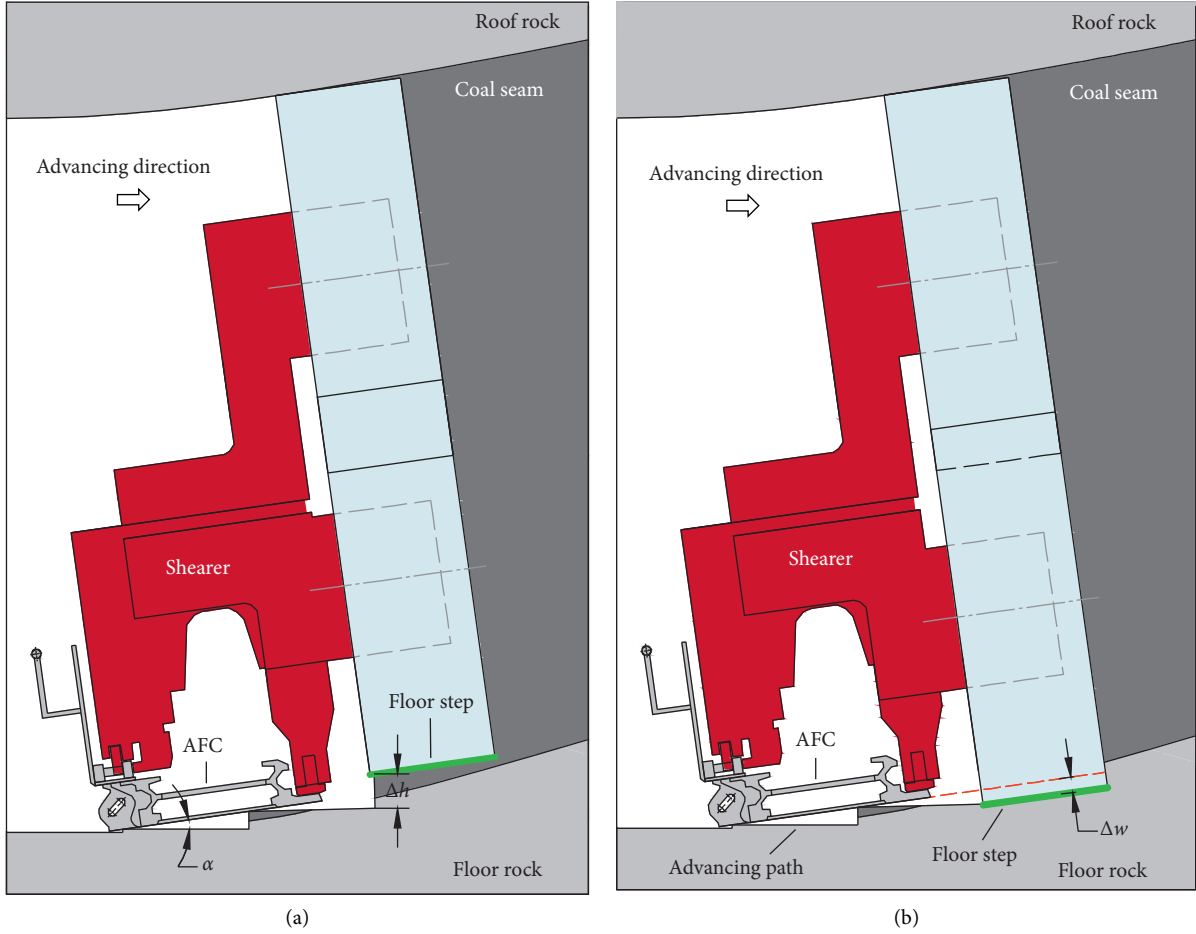 Roof rock
Coal seam
Advancing direction
Shearer
Floor step
AFC
Δh
α
Floor rock
(a)
Roof rock
Coal seam
Advancing direction
Shearer
AFC
Δw
Floor step
Advancing path
Floor rock
(b)